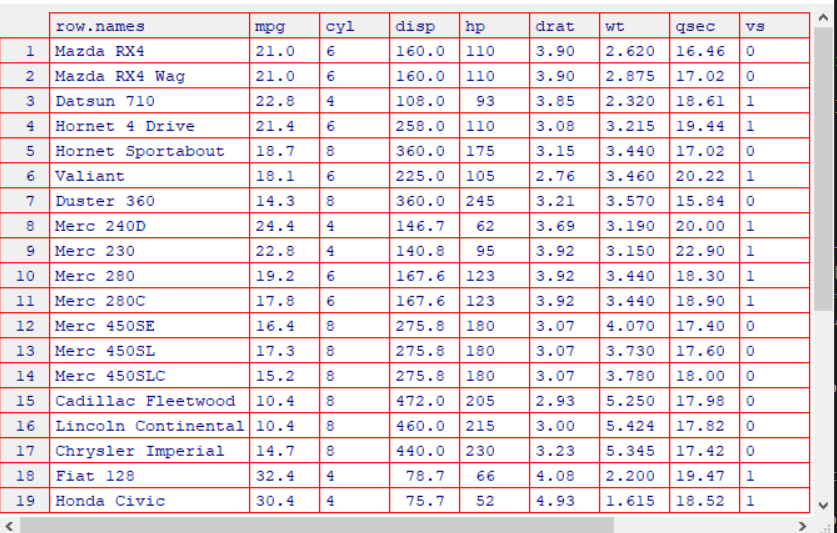 row.names mpg cyl disp hp drat wt qsec vs
1 Mazda RX4 21.0 6 160.0 110 3.90 2.620 16.46 0
2 Mazda RX4 Wag 21.0 6 160.0 110 3.90 2.875 17.02 0
3 Datsun 710 22.8 4 108.0 93 3.85 2.320 18.61 1
4 Hornet 4 Drive 21.4 6 258.0 110 3.08 3.215 19.44 1
5 Hornet Sportabout 18.7 8 360.0 175 3.15 3.440 17.02 0
6 Valiant 18.1 6 225.0 105 2.76 3.460 20.22 1
7 Duster 360 14.3 8 360.0 245 3.21 3.570 15.84 0
8 Merc 240D 24.4 4 146.7 62 3.69 3.190 20.00 1
9 Merc 230 22.8 4 140.8 95 3.92 3.150 22.90 1
10 Merc 280 19.2 6 167.6 123 3.92 3.440 18.30 1
11 Merc 280C 17.8 6 167.6 123 3.92 3.440 18.90 1
12 Merc 450SE 16.4 8 275.8 180 3.07 4.070 17.40 0
13 Merc 450SL 17.3 8 275.8 180 3.07 3.730 17.60 0
14 Merc 450SLC 15.2 8 275.8 180 3.07 3.780 18.00 0
15 Cadillac Fleetwood 10.4 8 472.0 205 2.93 5.250 17.98 0
16 Lincoln Continental 10.4 8 460.0 215 3.00 5.424 17.82 0
17 Chrysler Imperial 14.7 8 440.0 230 3.23 5.345 17.42 0
18 Fiat 128 32.4 4 78.7 66 4.08 2.200 19.47 1
19 Honda Civic 30.4 4 75.7 52 4.93 1.615 18.52 1